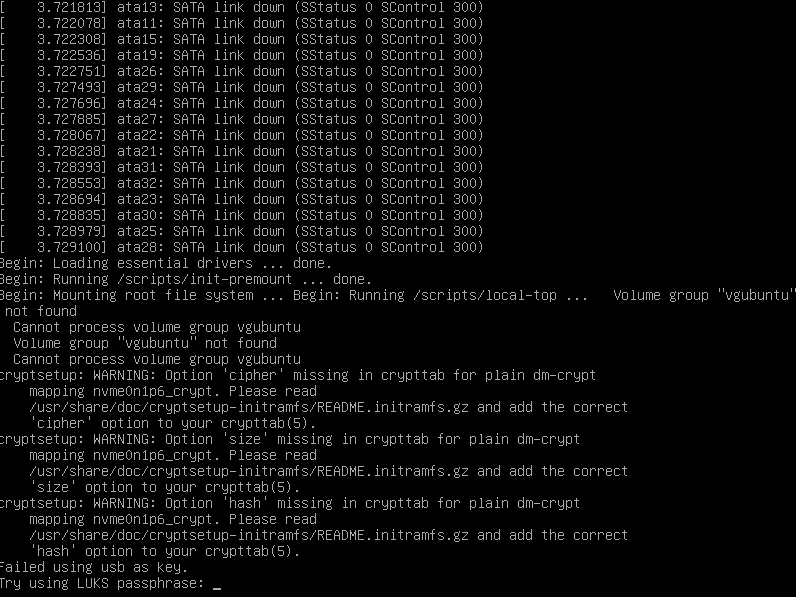 [    3.721813] ata13: SATA link down (SStatus 0 SControl 300)
[    3.722078] ata11: SATA link down (SStatus 0 SControl 300)
[    3.722308] ata15: SATA link down (SStatus 0 SControl 300)
[    3.722536] ata19: SATA link down (SStatus 0 SControl 300)
[    3.722751] ata26: SATA link down (SStatus 0 SControl 300)
[    3.727493] ata29: SATA link down (SStatus 0 SControl 300)
[    3.727696] ata24: SATA link down (SStatus 0 SControl 300)
[    3.727885] ata27: SATA link down (SStatus 0 SControl 300)
[    3.728067] ata22: SATA link down (SStatus 0 SControl 300)
[    3.728238] ata21: SATA link down (SStatus 0 SControl 300)
[    3.728393] ata31: SATA link down (SStatus 0 SControl 300)
[    3.728553] ata32: SATA link down (SStatus 0 SControl 300)
[    3.728694] ata23: SATA link down (SStatus 0 SControl 300)
[    3.728835] ata30: SATA link down (SStatus 0 SControl 300)
[    3.728979] ata25: SATA link down (SStatus 0 SControl 300)
[    3.729100] ata28: SATA link down (SStatus 0 SControl 300)
Begin: Loading essential drivers ... done.
Begin: Running /scripts/init-premount ... done.
Begin: Mounting root file system ... Begin: Running /scripts/local-top ...   Volume group "vgubuntu"
 not found
  Cannot process volume group vgubuntu
  Volume group "vgubuntu" not found
  Cannot process volume group vgubuntu
cryptsetup: WARNING: Option 'cipher' missing in crypttab for plain dm-crypt
    mapping nvme0n1p6_crypt. Please read
    /usr/share/doc/cryptsetup-initramfs/README.initramfs.gz and add the correct
    'cipher' option to your crypttab(5).
cryptsetup: WARNING: Option 'size' missing in crypttab for plain dm-crypt
    mapping nvme0n1p6_crypt. Please read
    /usr/share/doc/cryptsetup-initramfs/README.initramfs.gz and add the correct
    'size' option to your crypttab(5).
cryptsetup: WARNING: Option 'hash' missing in crypttab for plain dm-crypt
    mapping nvme0n1p6_crypt. Please read
    /usr/share/doc/cryptsetup-initramfs/README.initramfs.gz and add the correct
    'hash' option to your crypttab(5).
Failed using usb as key.
Try using LUKS passphrase: _